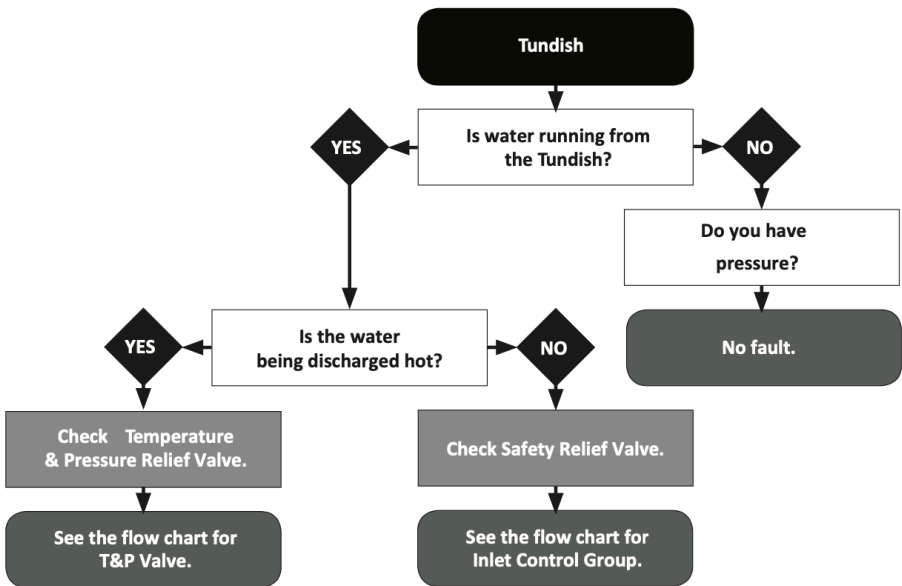 Tundish
Is water running from
the Tundish?
YES
NO
Do you have
pressure?
No fault.
Is the water
being discharged hot?
YES
NO
Check Temperature
& Pressure Relief Valve.
Check Safety Relief Valve.
See the flow chart for
T&P Valve.
See the flow chart for
Inlet Control Group.